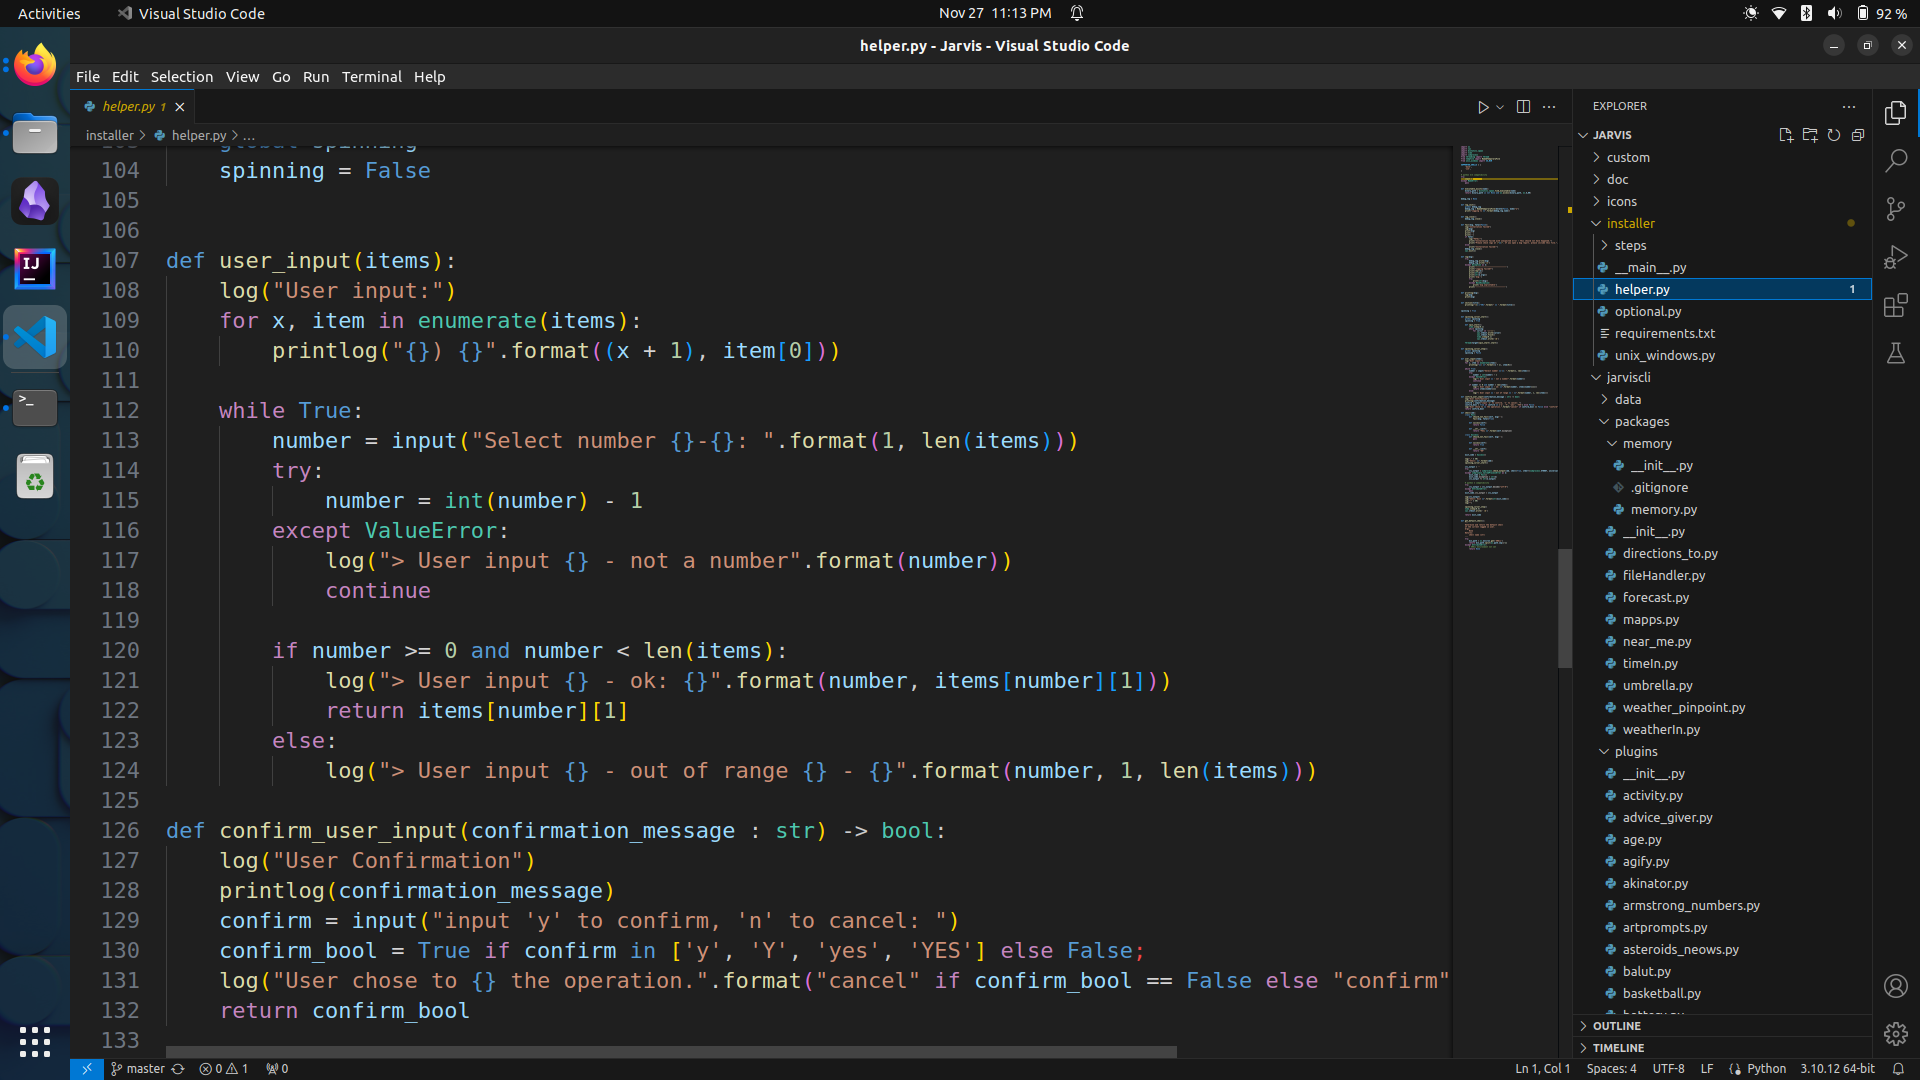 Activities
Visual Studio Code
Nov 27 11:13 PM
92 %
helper.py - Jarvis - Visual Studio Code
File Edit Selection View Go Run Terminal Help
helper.py 1
installer > helper.py > ...
104 spinning = False
105
106
107 def user_input(items):
108 log("User input:")
109 for x, item in enumerate(items):
110 printlog("{}) {}".format((x + 1), item[0]))
111
112 while True:
113 number = input("Select number {}-{}: ".format(1, len(items)))
114 try:
115 number = int(number) - 1
116 except ValueError:
117 log("> User input {} - not a number".format(number))
118 continue
119
120 if number >= 0 and number < len(items):
121 log("> User input {} - ok: {}".format(number, items[number][1]))
122 return items[number][1]
123 else:
124 log("> User input {} - out of range {} - {}".format(number, 1, len(items)))
125
126 def confirm_user_input(confirmation_message : str) -> bool:
127 log("User Confirmation")
128 printlog(confirmation_message)
129 confirm = input("input 'y' to confirm, 'n' to cancel: ")
130 confirm_bool = True if confirm in ['y', 'Y', 'yes', 'YES'] else False;
131 log("User chose to {} the operation.".format("cancel" if confirm_bool == False else "confirm"
132 return confirm_bool
133
EXPLORER
JARVIS
custom
doc
icons
installer
steps
__main__.py
helper.py 1
optional.py
requirements.txt
unix_windows.py
jarviscli
data
packages
memory
__init__.py
.gitignore
memory.py
__init__.py
directions_to.py
fileHandler.py
forecast.py
mapps.py
near_me.py
timeIn.py
umbrella.py
weather_pinpoint.py
weatherIn.py
plugins
__init__.py
activity.py
advice_giver.py
age.py
agify.py
akinator.py
armstrong_numbers.py
artprompts.py
asteroids_neows.py
balut.py
basketball.py
OUTLINE
TIMELINE
master
0 1
0
Ln 1, Col 1
Spaces: 4
UTF-8
LF
Python
3.10.12 64-bit